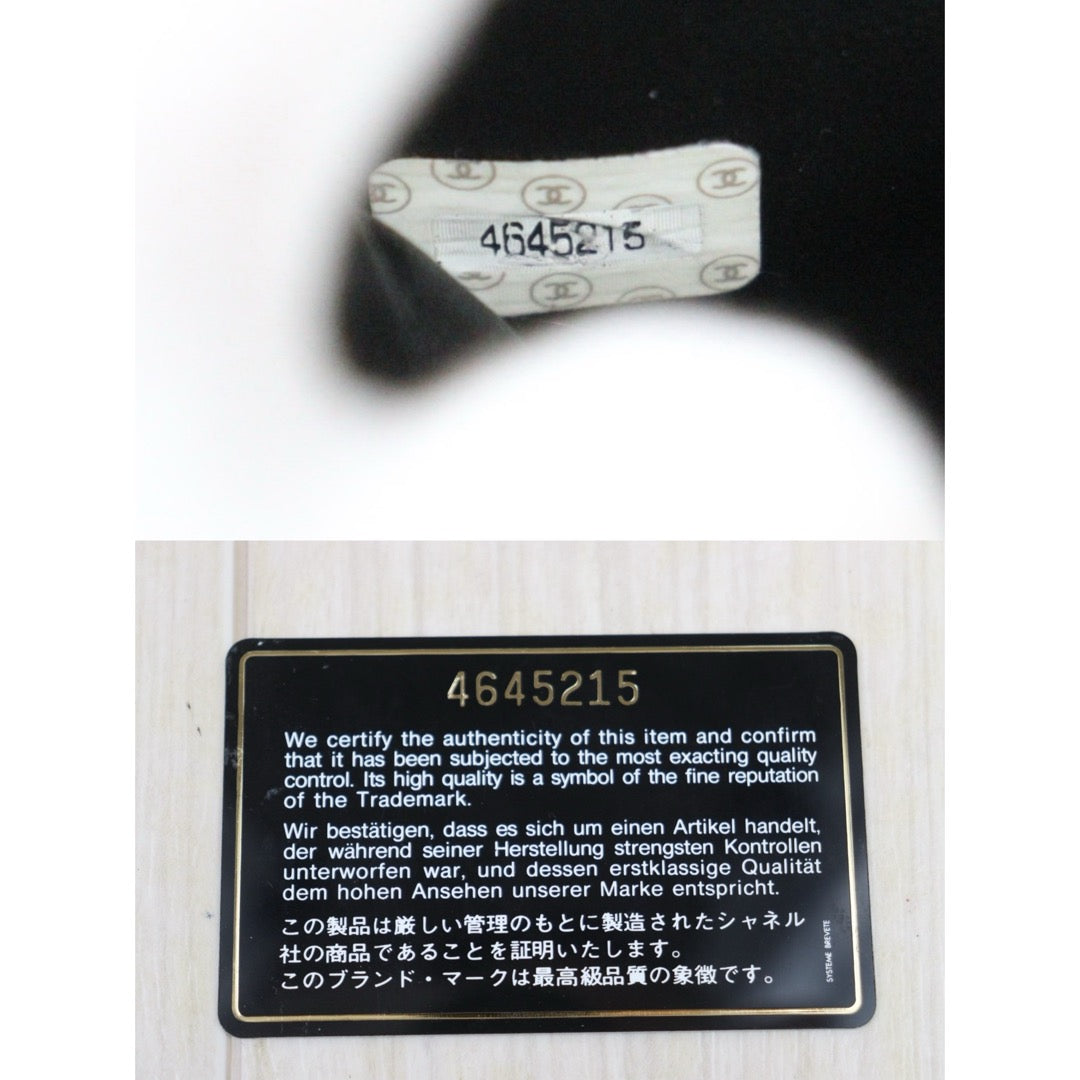 4645215
4645215
We certify the authenticity of this item and confirm
that it has been subjected to the most exacting quality
control. Its high quality is a symbol of the fine reputation
of the Trademark.
Wir bestätigen, dass es sich um einen Artikel handelt,
der während seiner Herstellung strengsten Kontrollen
unterworfen war, und dessen erstklassige Qualität
dem hohen Ansehen unserer Marke entspricht.
この製品は厳しい管理のもとに製造されたシャネル
社の商品であることを証明いたします。
このブランド・マークは最高級品質の象徴です。
SYSTEME BREVETE